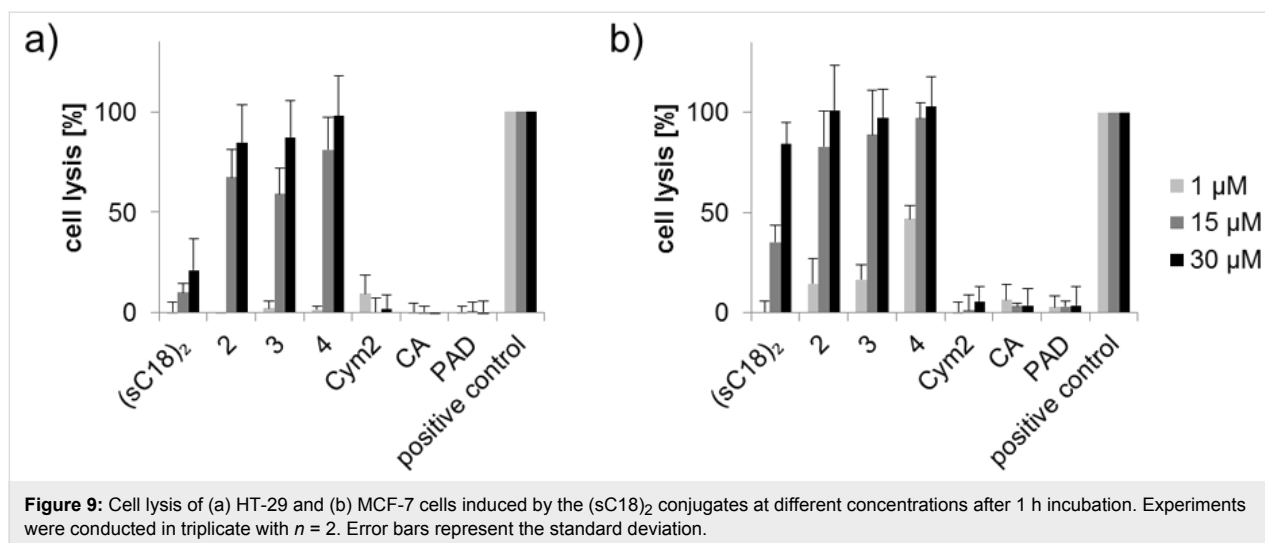 a)
cell lysis [%]
100
50
0
(sC18)₂
2
3
4
Cym2
CA
PAD
positive control
b)
cell lysis [%]
100
50
0
(sC18)₂
2
3
4
Cym2
CA
PAD
positive control
1 µM
15 µM
30 µM
Figure 9: Cell lysis of (a) HT-29 and (b) MCF-7 cells induced by the (sC18)₂ conjugates at different concentrations after 1 h incubation. Experiments
were conducted in triplicate with n = 2. Error bars represent the standard deviation.